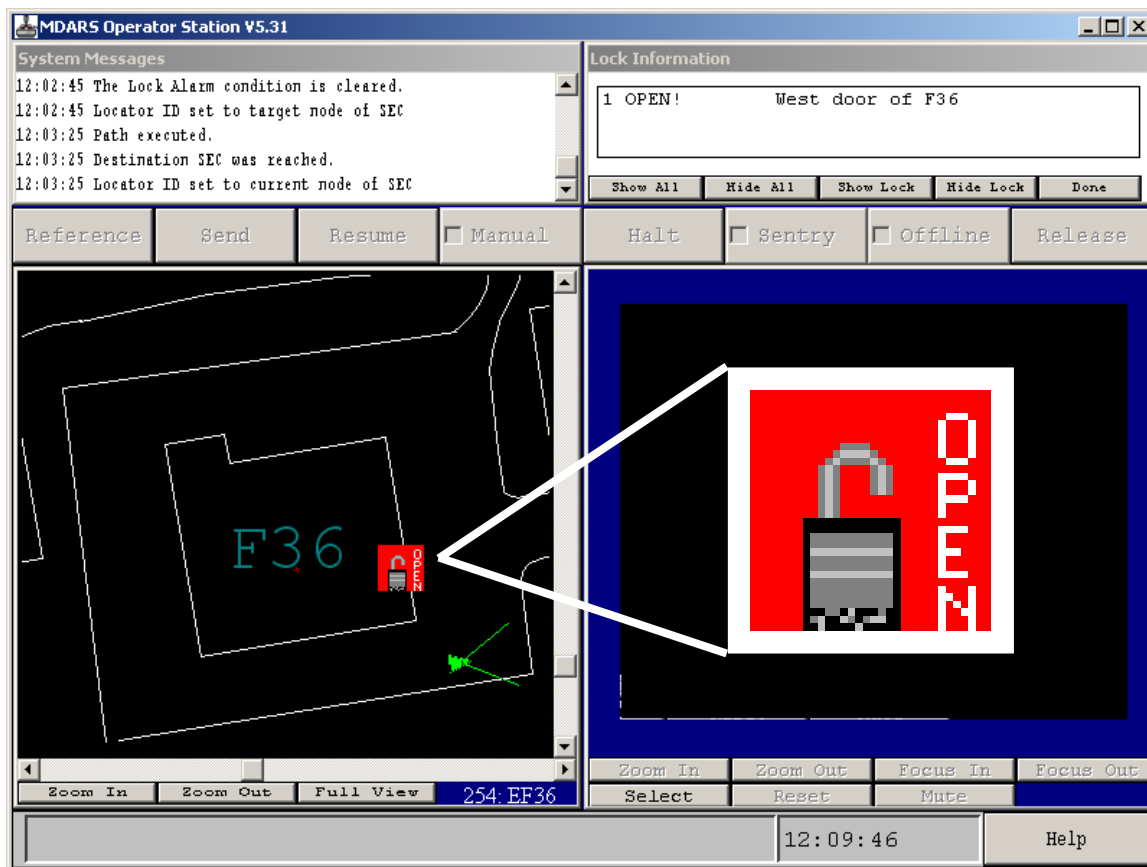 MDARS Operator Station V5.31
System Messages
12:02:45 The Lock Alarm condition is cleared.
12:02:45 Locator ID set to target node of SEC
12:03:25 Path executed.
12:03:25 Destination SEC was reached.
12:03:25 Locator ID set to current node of SEC
Lock Information
1 OPEN! West door of F36
Show All Hide All Show Lock Hide Lock Done
Reference Send Resume Manual Halt Sentry Offline Release
F36
OPEN
OPEN
Zoom In Zoom Out Full View 254: EF36
Zoom In Zoom Out Focus In Focus Out
Select Reset Mute
12:09:46 Help